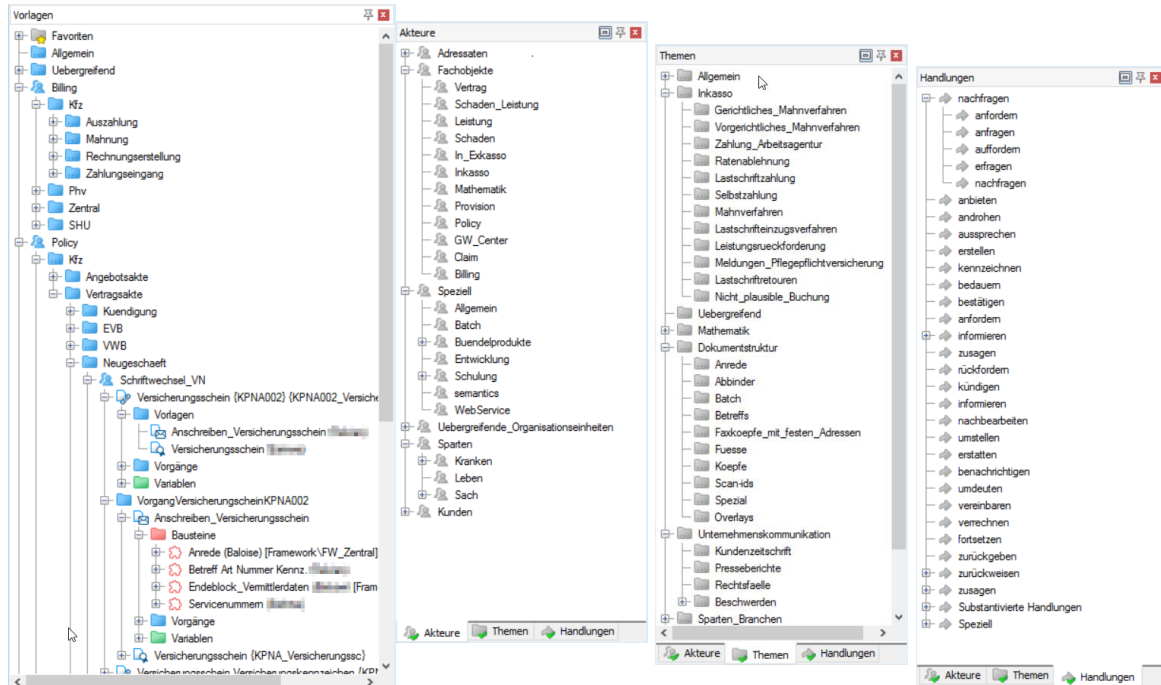 Vorlagen
Favoriten
Allgemein
Uebergreifend
Billing
Kfz
Auszahlung
Mahnung
Rechnungserstellung
Zahlungseingang
Phv
Zentral
SHU
Policy
Kfz
Angebotsakte
Vertragsakte
Kuendigung
EVB
VWB
Neugeschaeft
Schriftwechsel_VN
Versicherungsschein {KPNA002} {KPNA002_Versiche
Vorlagen
Anschreiben_Versicherungsschein
Versicherungsschein
Vorgänge
Variablen
VorgangVersicherungscheinKPNA002
Anschreiben_Versicherungsschein
Bausteine
Anrede (Baloise) [Framework\FW_Zentral]
Betreff Art Nummer Kennz.
Endeblock_Vermittlerdaten [Fram
Servicenummern
Vorgänge
Variablen
Versicherungsschein {KPNA_Versicherungssc}
Versicherungsschein Versicherungskennzeichen {KPN
Akteure
Adressaten
Fachobjekte
Vertrag
Schaden_Leistung
Leistung
Schaden
In_Exkasso
Inkasso
Mathematik
Provision
Policy
GW_Center
Claim
Billing
Speziell
Allgemein
Batch
Buendelprodukte
Entwicklung
Schulung
semantics
WebService
Uebergreifende_Organisationseinheiten
Sparten
Kranken
Leben
Sach
Kunden
Akteure Themen Handlungen
Themen
Allgemein
Inkasso
Gerichtliches_Mahnverfahren
Vorgerichtliches_Mahnverfahren
Zahlung_Arbeitsagentur
Ratenablehnung
Lastschriftzahlung
Selbstzahlung
Mahnverfahren
Lastschrifteinzugsverfahren
Leistungsrueckforderung
Meldungen_Pflegepflichtversicherung
Lastschriftretouren
Nicht_plausible_Buchung
Uebergreifend
Mathematik
Dokumentstruktur
Anrede
Abbinder
Batch
Betreffs
Faxkoepfe_mit_festen_Adressen
Fuesse
Koepfe
Scan-ids
Spezial
Overlays
Unternehmenskommunikation
Kundenzeitschrift
Presseberichte
Rechtsfaelle
Beschwerden
Sparten_Branchen
Akteure Themen Handlungen
Handlungen
nachfragen
anfordern
anfragen
auffordern
erfragen
nachfragen
anbieten
androhen
aussprechen
erstellen
kennzeichnen
bedauern
bestätigen
anfordern
informieren
zusagen
rückfordern
kündigen
informieren
nachbearbeiten
umstellen
erstatten
benachrichtigen
umdeuten
vereinbaren
verrechnen
fortsetzen
zurückgeben
zurückweisen
zusagen
Substantivierte Handlungen
Speziell
Akteure Themen Handlungen